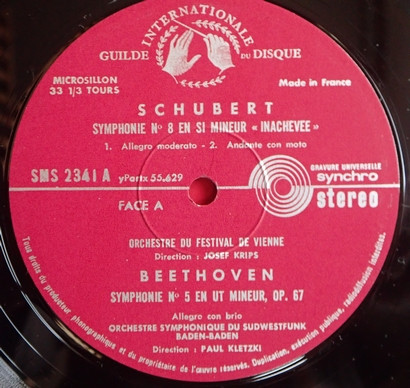 INTERNATIONALE
GUILDE DU DISQUE
MICROSILLON
33 1/3 TOURS
Made in France
SCHUBERT
SYMPHONIE Nº 8 EN SI MINEUR « INACHEVEE »
1. Allegro moderato - 2. Andante con moto
GRAVURE UNIVERSELLE
SMS 2341 A
yPartx 55.629
synchro
stereo
FACE A
ORCHESTRE DU FESTIVAL DE VIENNE
Direction : JOSEF KRIPS
BEETHOVEN
SYMPHONIE Nº 5 EN UT MINEUR, OP. 67
Allegro con brio
ORCHESTRE SYMPHONIQUE DU SUDWESTFUNK
BADEN-BADEN
Direction : PAUL KLETZKI
Tous droits du producteur phonographique et du propriétaire de l'œuvre réservés. Duplication, exécution publique, radiodiffusion interdites.